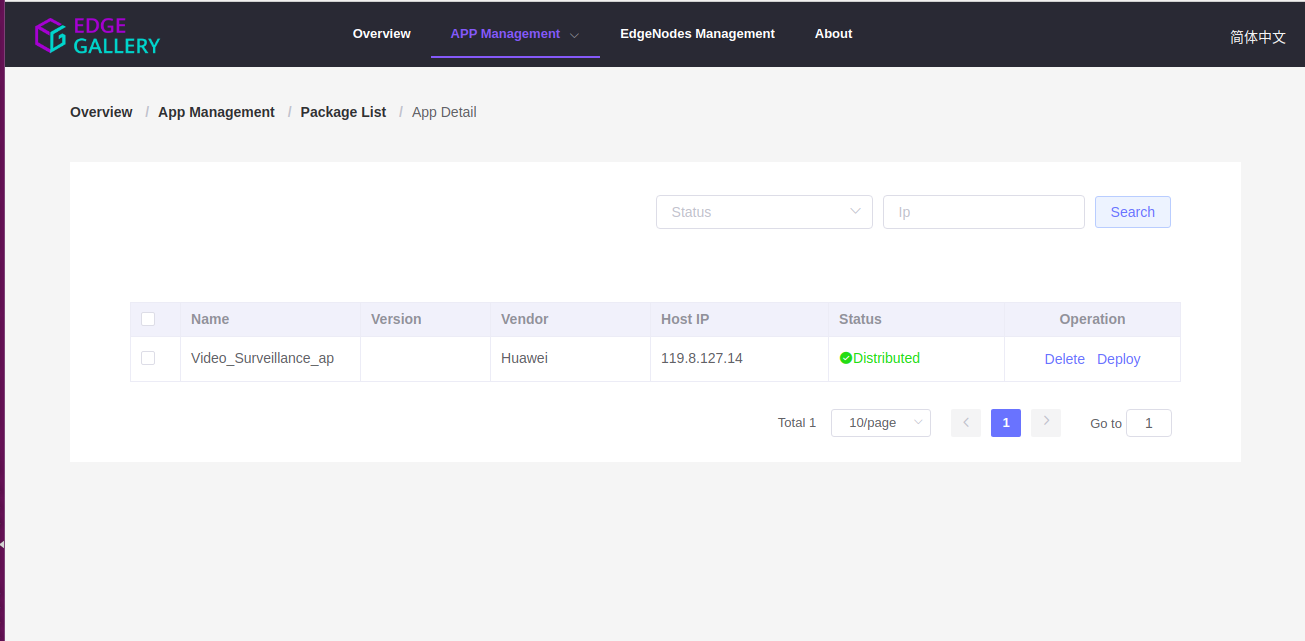 EDGE
GALLERY
Overview APP Management EdgeNodes Management About 简体中文
Overview / App Management / Package List / App Detail
Status Ip Search
Name Version Vendor Host IP Status Operation
Video_Surveillance_ap Huawei 119.8.127.14 Distributed Delete Deploy
Total 1 10/page 1 Go to 1